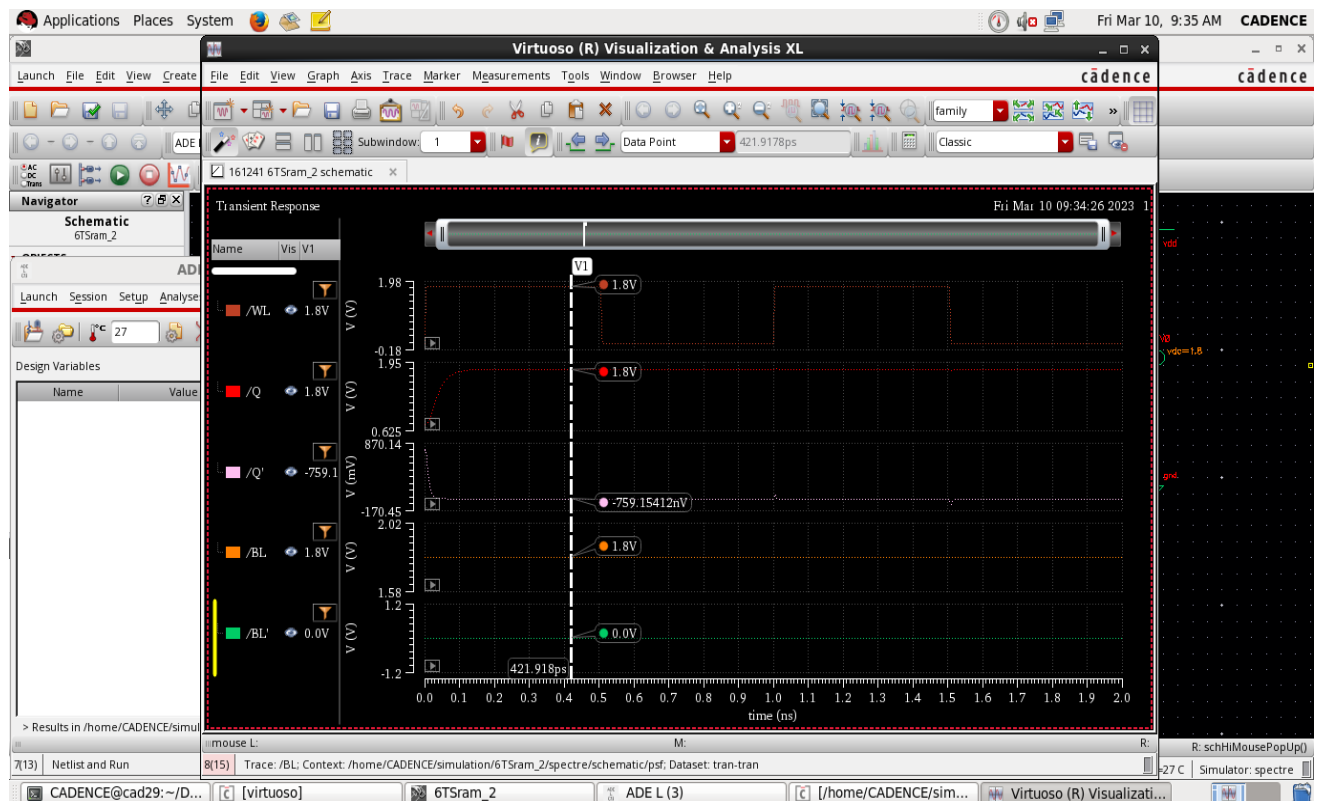 Applications Places System
Fri Mar 10, 9:35 AM CADENCE
Virtuoso (R) Visualization & Analysis XL
Launch File Edit View Create
File Edit View Graph Axis Trace Marker Measurements Tools Window Browser Help
cādence
cādence
family
»
ADE
Subwindow: 1
Data Point
421.9178ps
Classic
AC
DC
Trans
161241 6TSram_2 schematic
Navigator
Schematic
6TSram_2
OBJECTS
Transient Response
Fri Mar 10 09:34:26 2023 1
Name Vis V1
vdd
ADE
Launch Session Setup Analyse
°C 27
Design Variables
Name Value
V1
1.98
/WL 1.8V
V (V)
1.8V
-0.18
vdc=1.8
1.95
/Q 1.8V
V (V)
1.8V
0.625
870.14
/Q' -759.1
V (mV)
-759.15412nV
-170.45
gnd
2.02
/BL 1.8V
V (V)
1.8V
1.58
1.2
/BL' 0.0V
V (V)
0.0V
-1.2
421.918ps
0.0 0.1 0.2 0.3 0.4 0.5 0.6 0.7 0.8 0.9 1.0 1.1 1.2 1.3 1.4 1.5 1.6 1.7 1.8 1.9 2.0
time (ns)
> Results in /home/CADENCE/simul
mouse L: M: R:
R: schHiMousePopUp()
7(13) Netlist and Run
8(15) Trace: /BL; Context: /home/CADENCE/simulation/6TSram_2/spectre/schematic/psf; Dataset: tran-tran
=27 C Simulator: spectre
CADENCE@cad29:~/D... [virtuoso] 6TSram_2 ADE L (3) [/home/CADENCE/sim... Virtuoso (R) Visualizati...